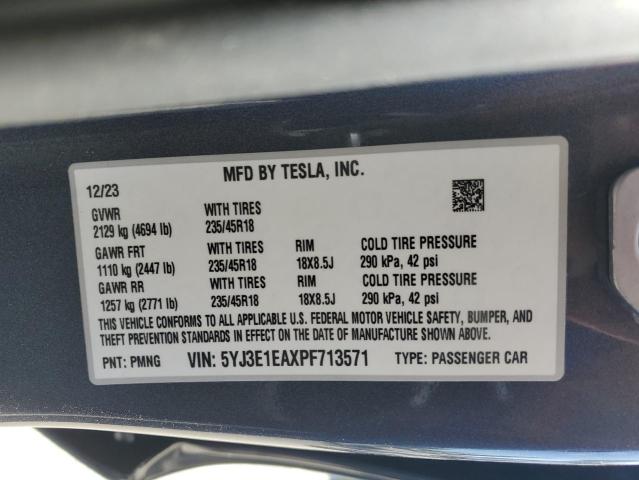 MFD BY TESLA, INC.
12/23
GVWR WITH TIRES
2129 kg (4694 lb) 235/45R18
GAWR FRT WITH TIRES RIM COLD TIRE PRESSURE
1110 kg (2447 lb) 235/45R18 18X8.5J 290 kPa, 42 psi
GAWR RR WITH TIRES RIM COLD TIRE PRESSURE
1257 kg (2771 lb) 235/45R18 18X8.5J 290 kPa, 42 psi
THIS VEHICLE CONFORMS TO ALL APPLICABLE U.S. FEDERAL MOTOR VEHICLE SAFETY, BUMPER, AND
THEFT PREVENTION STANDARDS IN EFFECT ON THE DATE OF MANUFACTURE SHOWN ABOVE.
PNT: PMNG VIN: 5YJ3E1EAXPF713571 TYPE: PASSENGER CAR